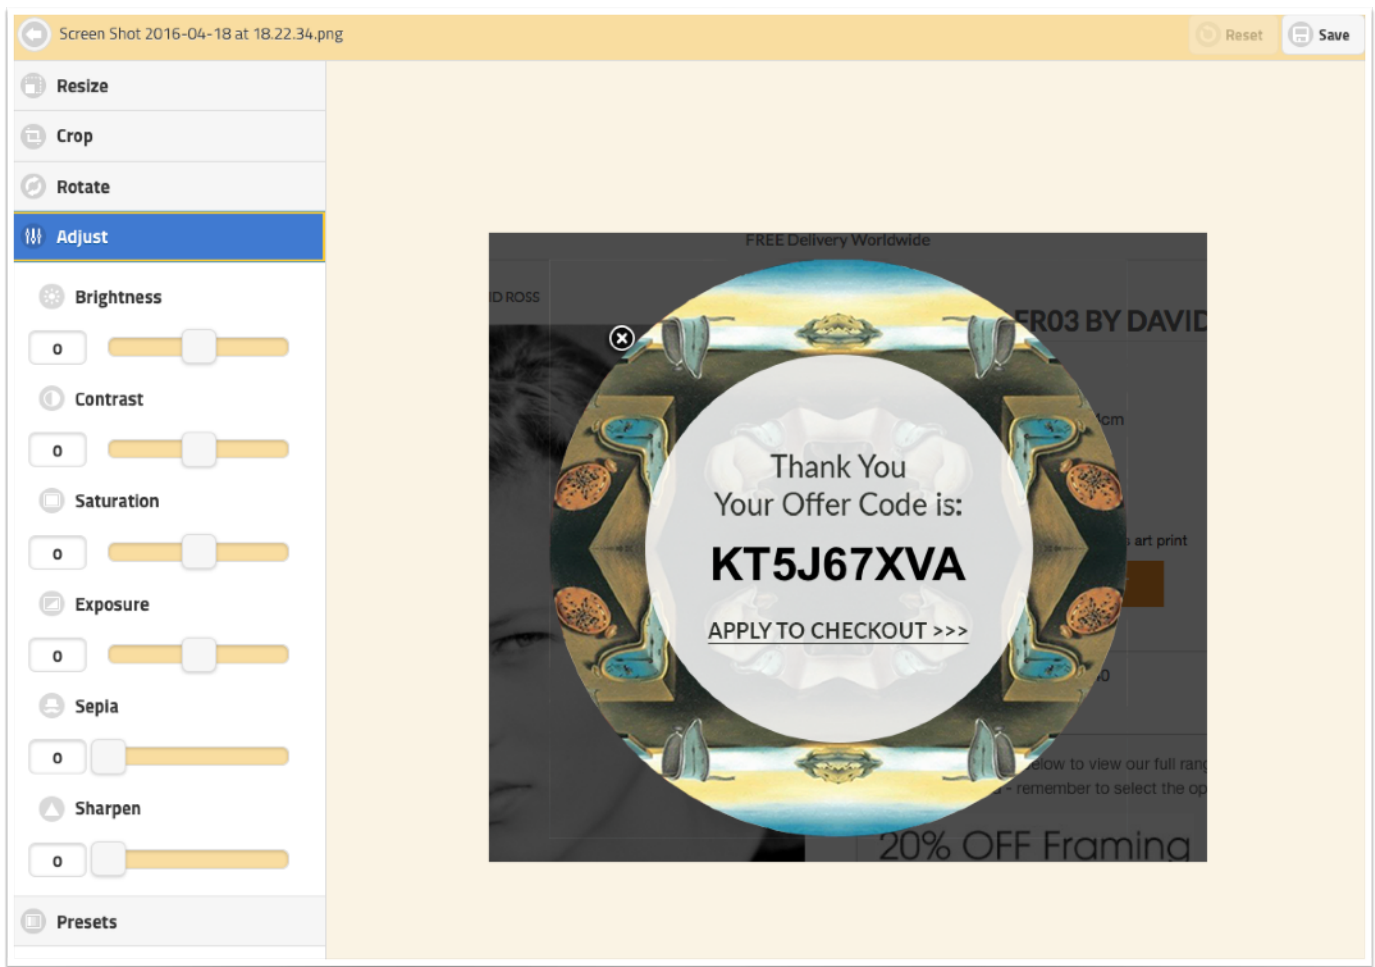 Screen Shot 2016-04-18 at 18.22.34.png
Reset
Save
Resize
Crop
Rotate
Adjust
Brightness
0
Contrast
0
Saturation
0
Exposure
0
Sepia
0
Sharpen
0
Presets
FREE Delivery Worldwide
ID ROSS
ER03 BY DAVID
cm
Thank You
Your Offer Code is:
KT5J67XVA
APPLY TO CHECKOUT >>>
art print
elow to view our full rang
- remember to select the op
20% OFF Framing